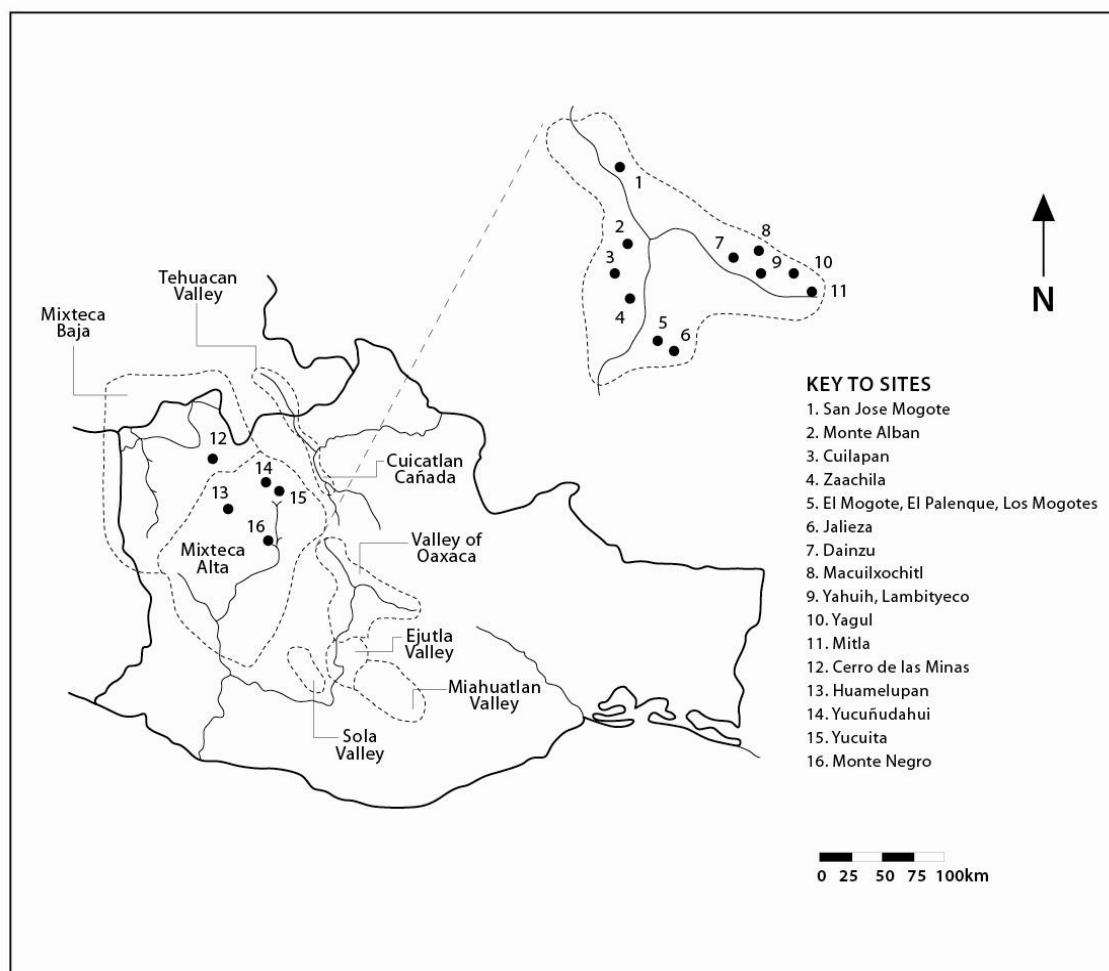 1
2
8
7
3
9
10
11
4
5
6
N
Tehuacan
Valley
Mixteca
Baja
12
14
Cuicatlan
Cañada
13
15
16
Mixteca
Alta
Valley of
Oaxaca
Ejutla
Valley
Miahuatlan
Valley
Sola
Valley
KEY TO SITES
1. San Jose Mogote
2. Monte Alban
3. Cuilapan
4. Zaachila
5. El Mogote, El Palenque, Los Mogotes
6. Jalieza
7. Dainzu
8. Macuilxochitl
9. Yahuih, Lambityeco
10. Yagul
11. Mitla
12. Cerro de las Minas
13. Huamelupan
14. Yucuñudahui
15. Yucuita
16. Monte Negro
0 25 50 75 100km